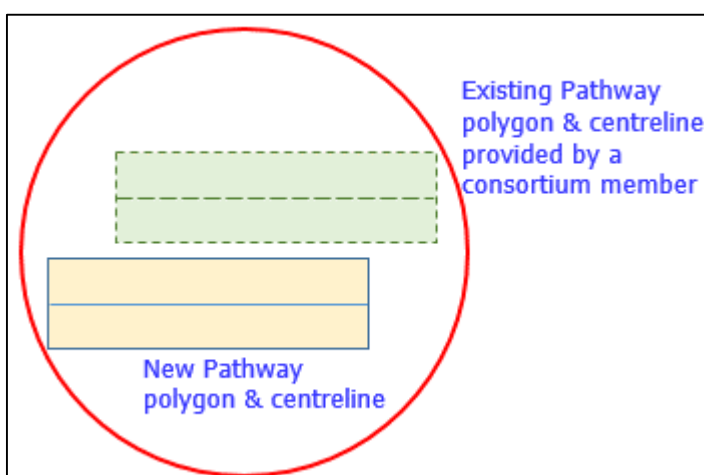 Existing Pathway
polygon & centreline
provided by a
consortium member
New Pathway
polygon & centreline